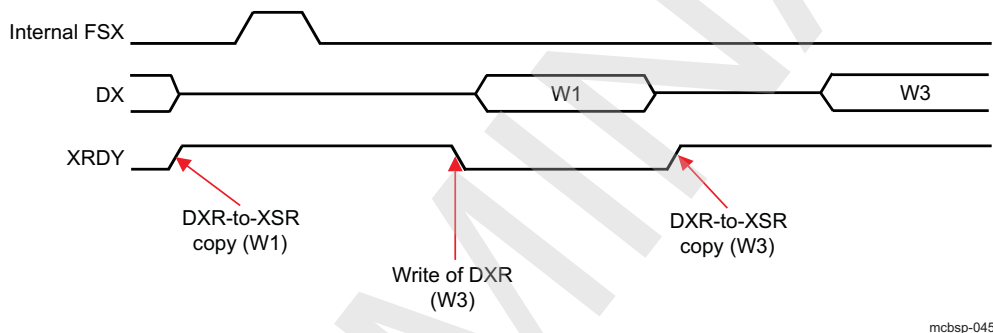 Internal FSX
DX
W1
W3
XRDY
DXR-to-XSR
copy (W1)
Write of DXR
(W3)
DXR-to-XSR
copy (W3)
mcbsp-045